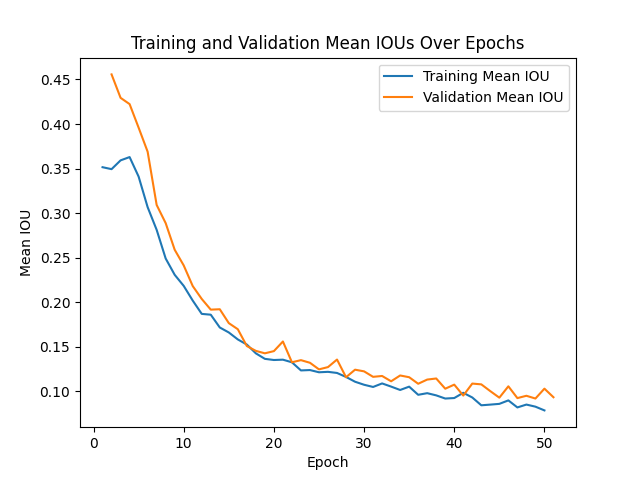 Training and Validation Mean IOUs Over Epochs
Training Mean IOU
Validation Mean IOU
0.45
0.40
0.35
0.30
0.25
0.20
0.15
0.10
Mean IOU
0 10 20 30 40 50
Epoch